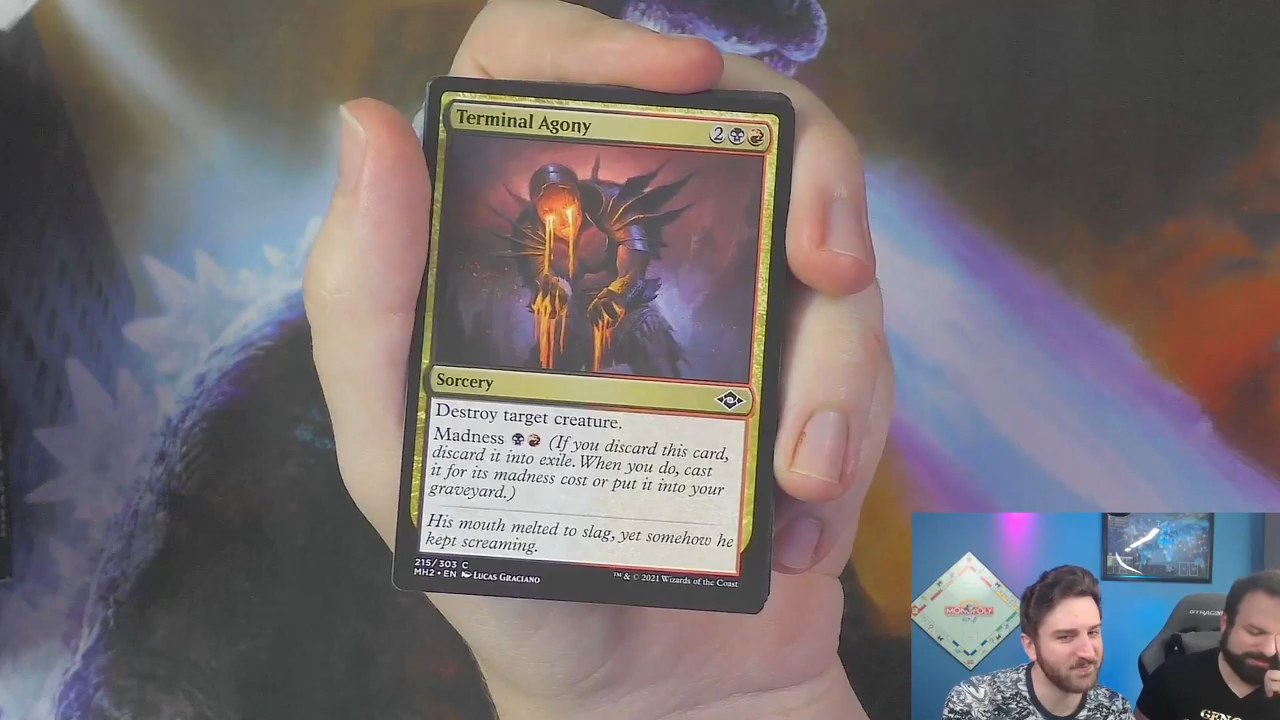 Terminal Agony
2
Sorcery
Destroy target creature.
Madness (If you discard this card,
discard it into exile. When you do, cast
it for its madness cost or put it into your
graveyard.)
His mouth melted to slag, yet somehow he
kept screaming.
215/303 C
MH2 • EN Lucas Graciano
™ & © 2021 Wizards of the Coast
MONOPOLY